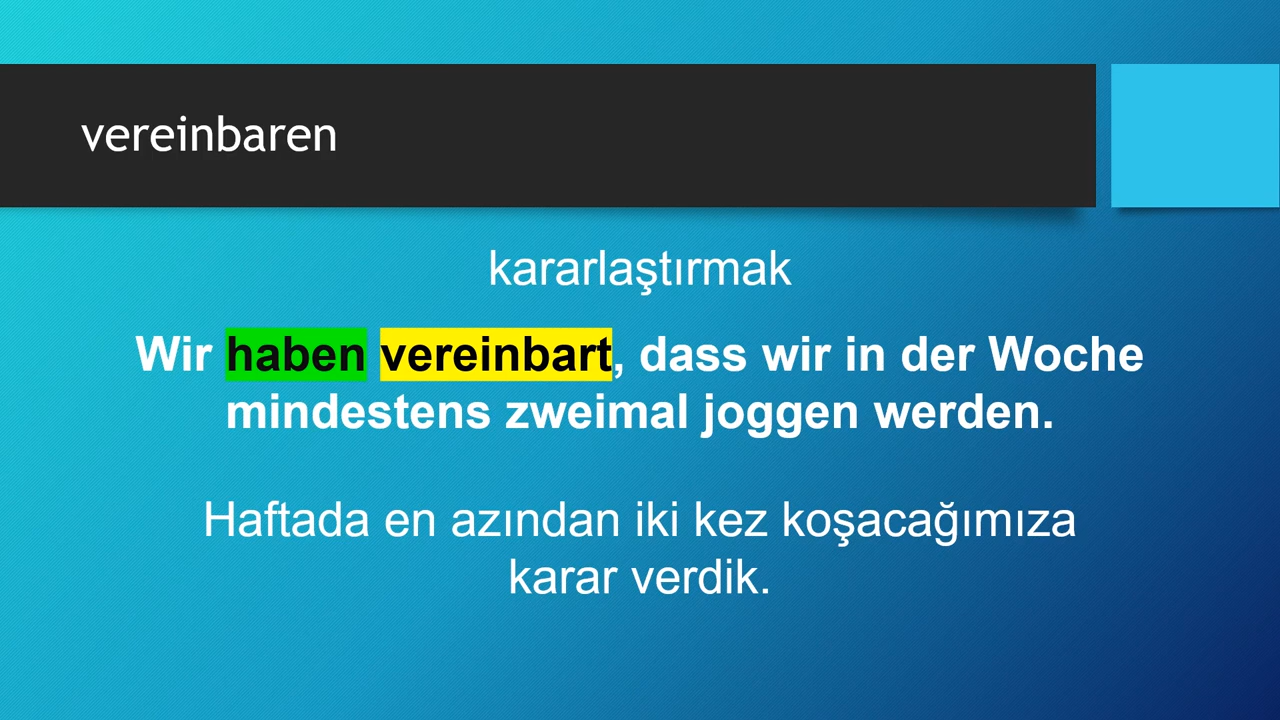 vereinbaren
kararlaştırmak
Wir haben vereinbart, dass wir in der Woche
mindestens zweimal joggen werden.
Haftada en azından iki kez koşacağımıza
karar verdik.